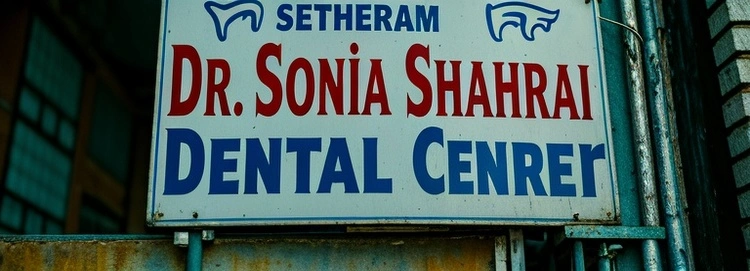 SETHERAM
DR. SONiA SHAHRAI
DENTAL CENREr